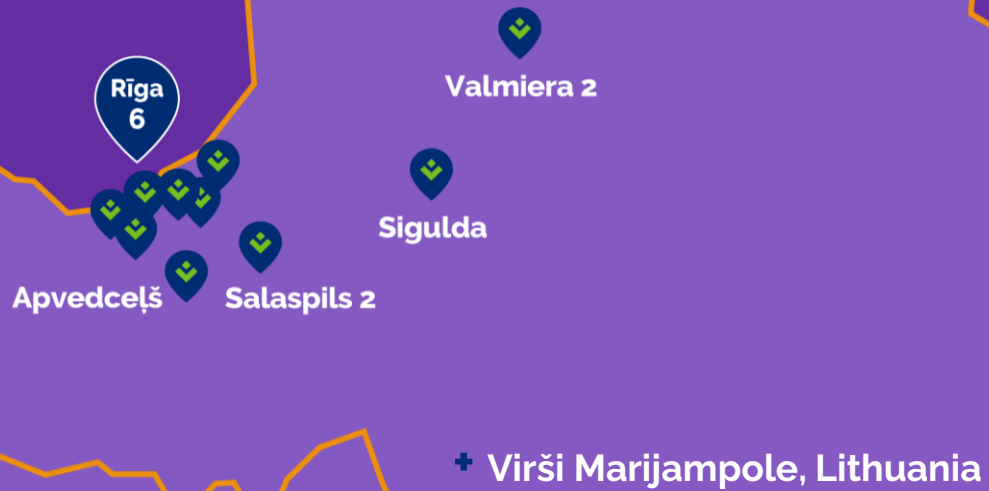 Valmiera 2
Rīga
6
Sigulda
Apvedceļš
Salaspils 2
+ Virši Marijampole, Lithuania